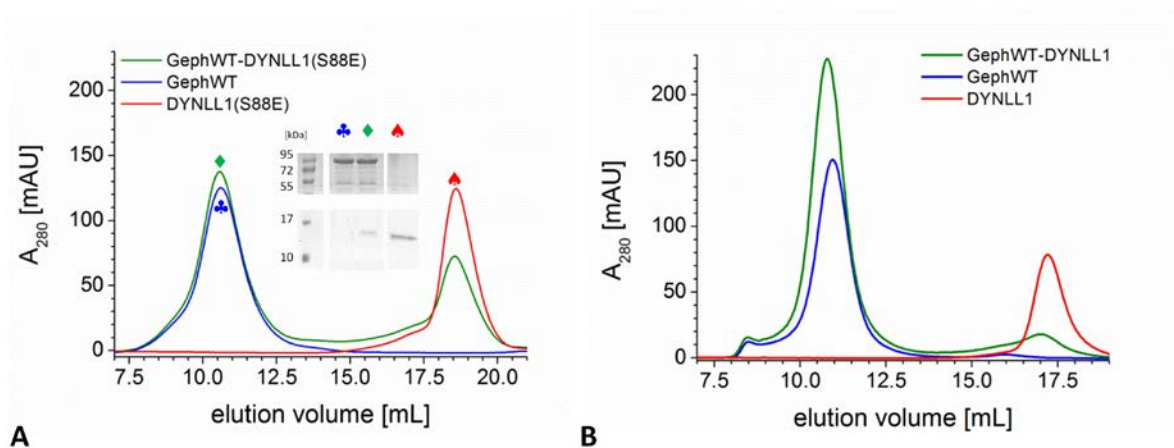 GephWT-DYNLL1(S88E)
GephWT
DYNLL1(S88E)
200
150
100
50
0
A280 [mAU]
[kDa]
95
72
55
17
10
7.5 10.0 12.5 15.0 17.5 20.0
elution volume [mL]
A
GephWT-DYNLL1
GephWT
DYNLL1
200
150
100
50
0
A280 [mAU]
7.5 10.0 12.5 15.0 17.5
elution volume [mL]
B